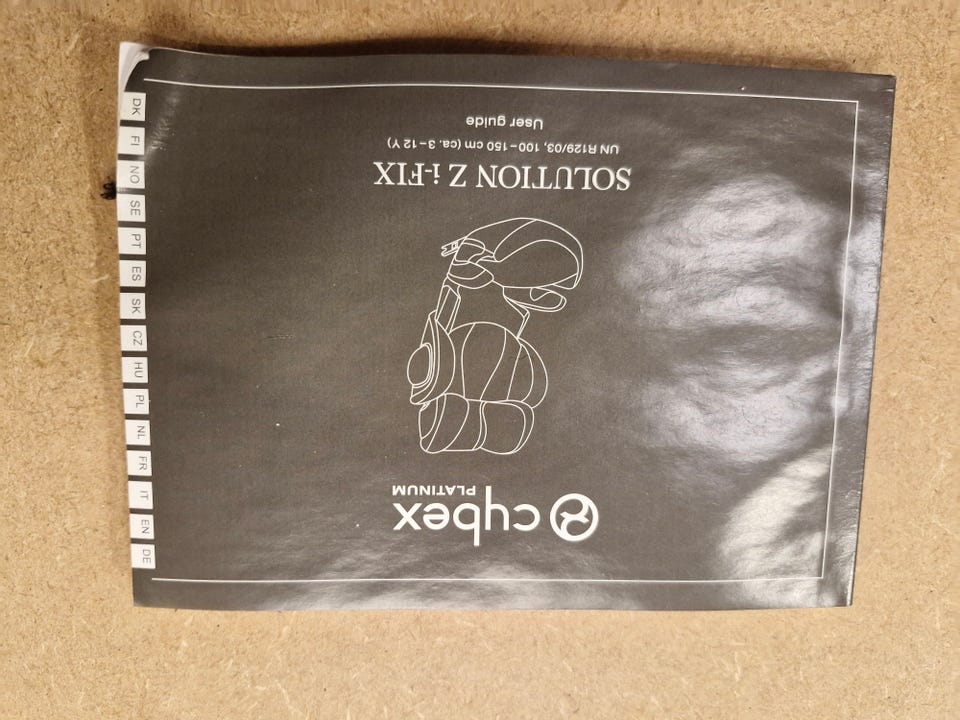 cybex
PLATINUM
SOLUTION Z i-FIX
UN R129/03, 100–150 cm (ca. 3–12 Y)
User guide
DE
EN
IT
FR
NL
PL
HU
CZ
SK
ES
PT
SE
NO
FI
DK